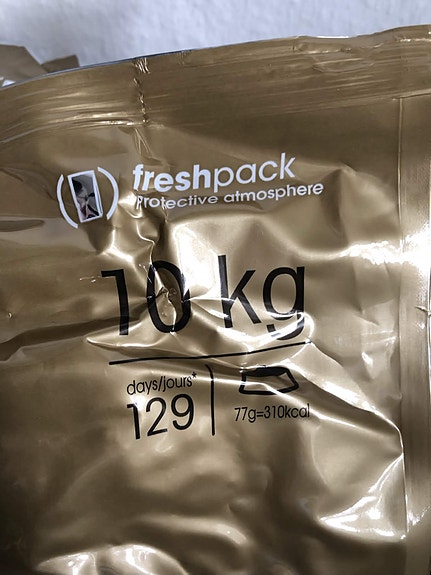 freshpack
Protective atmosphere
10 kg
days/jours*
129
77g=310kcal